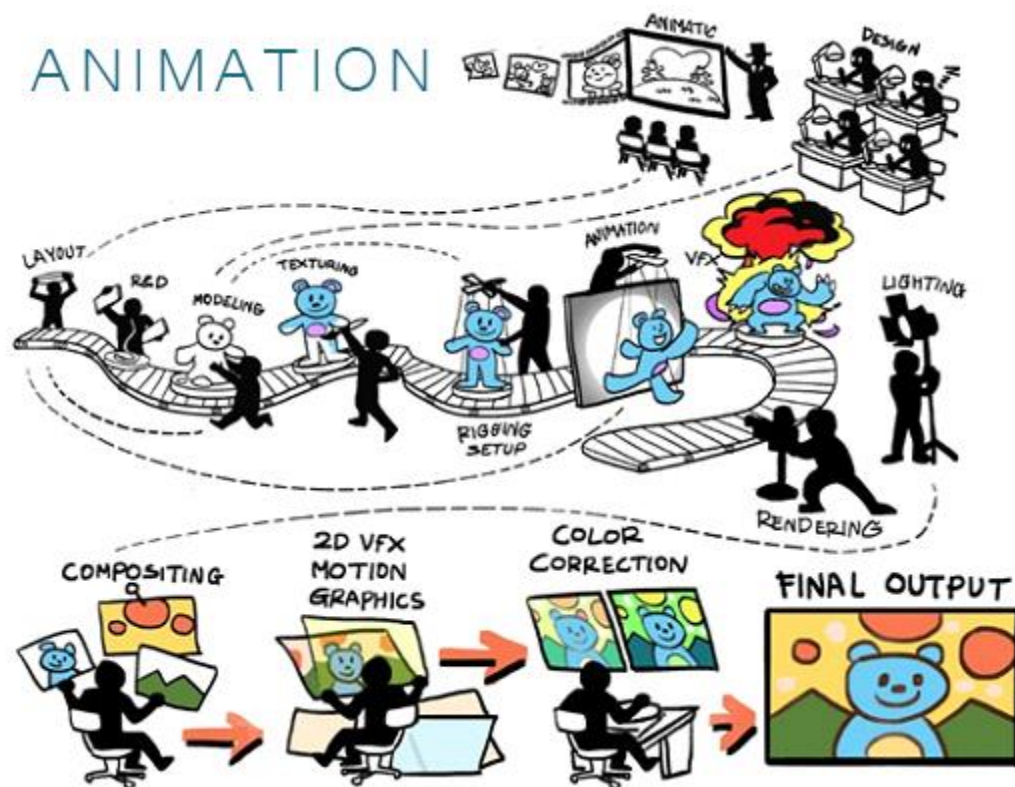 ANIMATION
ANIMATIC
DESIGN
LAYOUT
R&D
MODELING
TEXTURING
RIGGING
SETUP
ANIMATION
VFX
LIGHTING
RENDERING
COMPOSITING
2D VFX
MOTION
GRAPHICS
COLOR
CORRECTION
FINAL OUTPUT